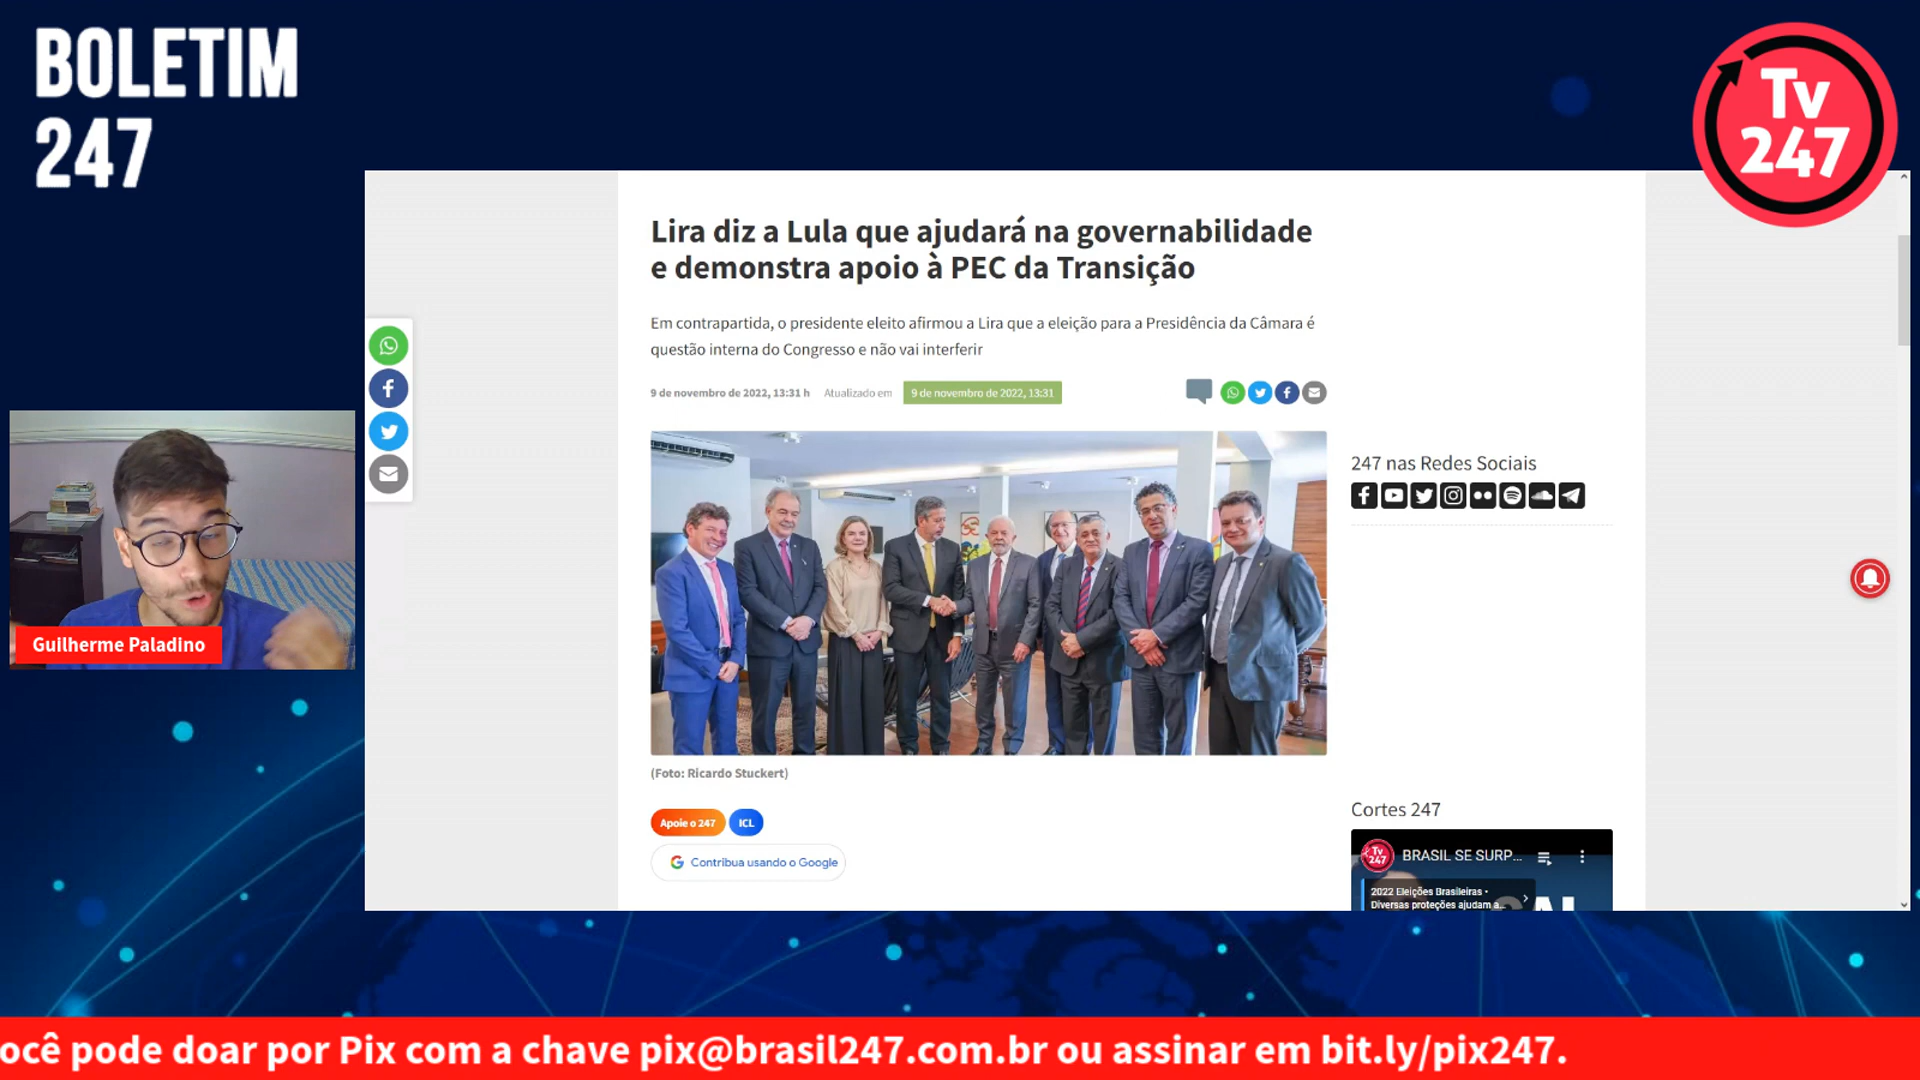 BOLETIM
247
Tv
247
Lira diz a Lula que ajudará na governabilidade
e demonstra apoio à PEC da Transição
Em contrapartida, o presidente eleito afirmou a Lira que a eleição para a Presidência da Câmara é
questão interna do Congresso e não vai interferir
9 de novembro de 2022, 13:31 h Atualizado em 9 de novembro de 2022, 13:31
247 nas Redes Sociais
Guilherme Paladino
(Foto: Ricardo Stuckert)
Apoie o 247 ICL
Contribua usando o Google
Cortes 247
Tv
247
BRASIL SE SURP...
2022 Eleições Brasileiras •
Diversas proteções ajudam a...
ocê pode doar por Pix com a chave pix@brasil247.com.br ou assinar em bit.ly/pix247.